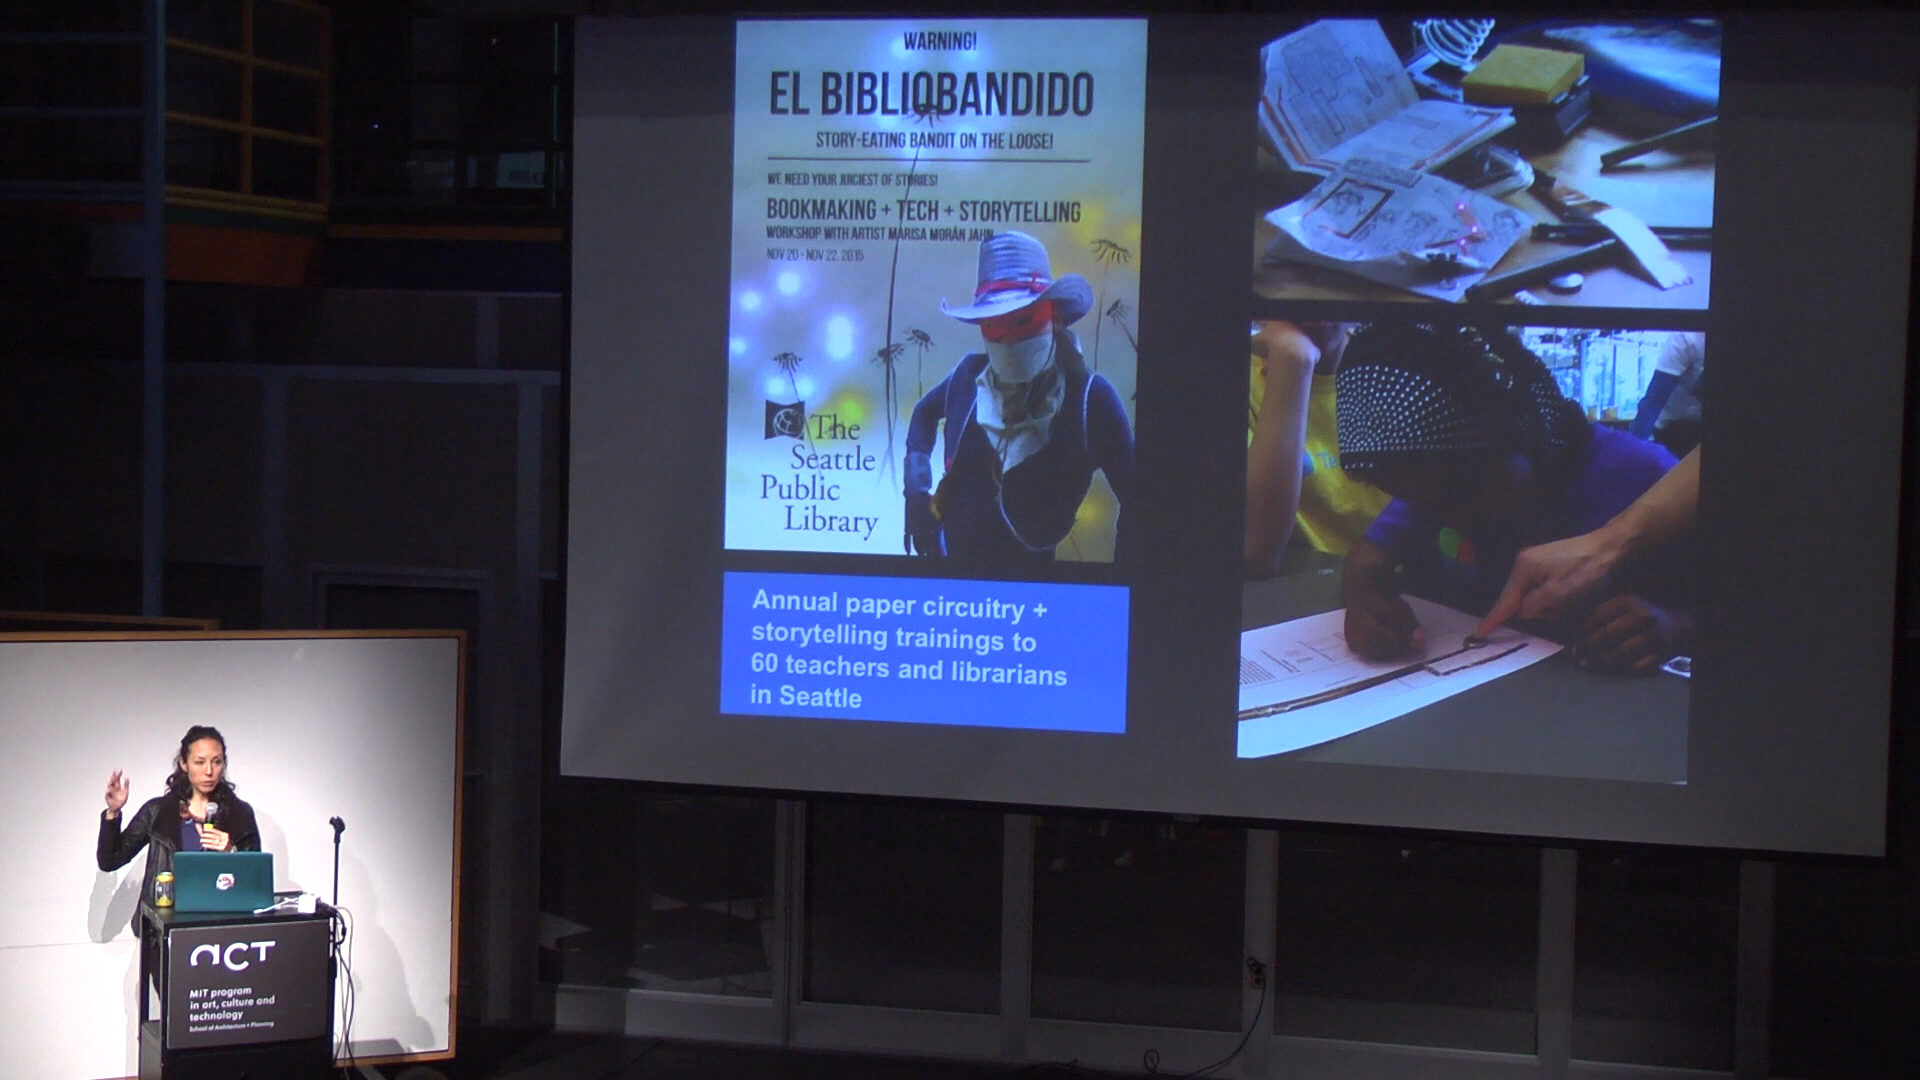 WARNING!
EL BIBLIOBANDIDO
STORY-EATING BANDIT ON THE LOOSE!
WE NEED YOUR JUICIEST OF STORIES!
BOOKMAKING + TECH + STORYTELLING
WORKSHOP WITH ARTIST MARISA MORÁN JAHN
NOV 20 - NOV 22, 2015
The
Seattle
Public
Library
Annual paper circuitry +
storytelling trainings to
60 teachers and librarians
in Seattle
ACT
MIT program
in art, culture and
technology
School of Architecture + Planning